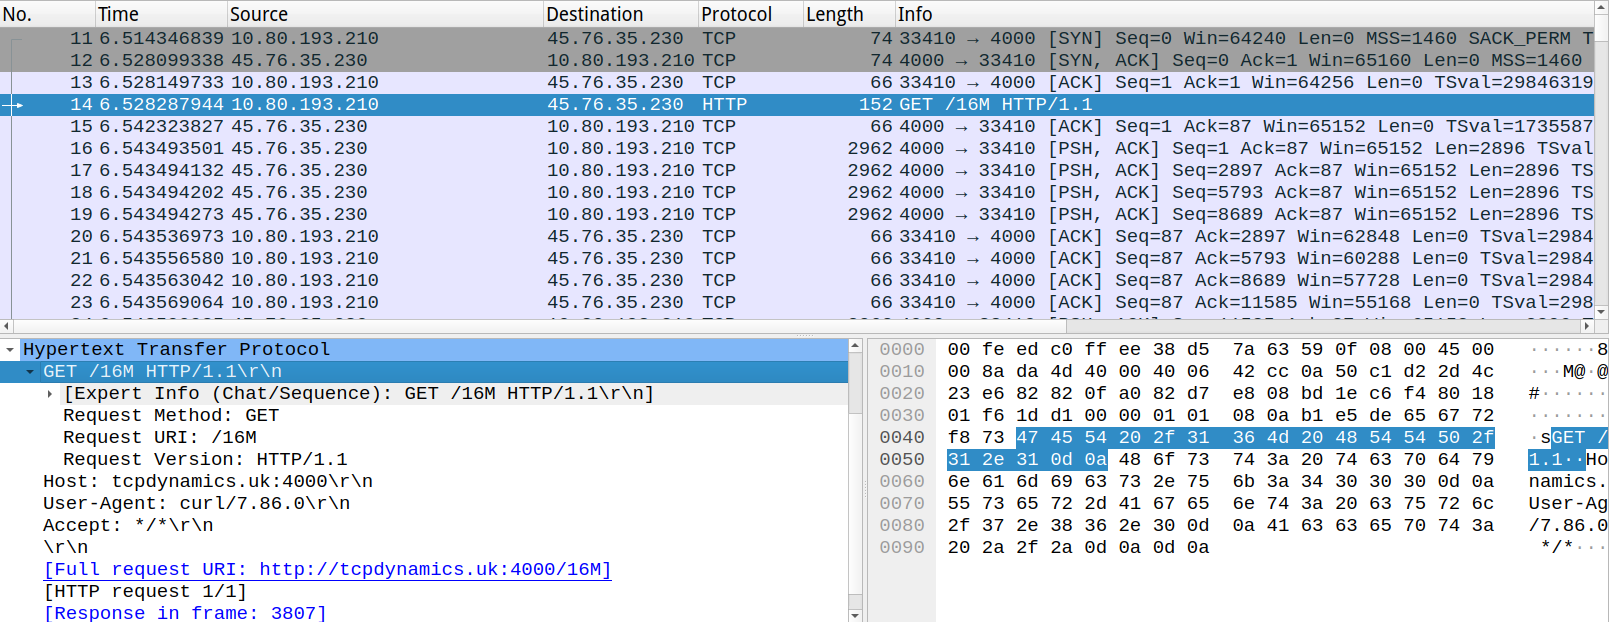 No. Time Source Destination Protocol Length Info
11 6.514346839 10.80.193.210 45.76.35.230 TCP 74 33410 → 4000 [SYN] Seq=0 Win=64240 Len=0 MSS=1460 SACK_PERM T
12 6.528099338 45.76.35.230 10.80.193.210 TCP 74 4000 → 33410 [SYN, ACK] Seq=0 Ack=1 Win=65160 Len=0 MSS=1460
13 6.528149733 10.80.193.210 45.76.35.230 TCP 66 33410 → 4000 [ACK] Seq=1 Ack=1 Win=64256 Len=0 TSval=29846319
14 6.528287944 10.80.193.210 45.76.35.230 HTTP 152 GET /16M HTTP/1.1
15 6.542323827 45.76.35.230 10.80.193.210 TCP 66 4000 → 33410 [ACK] Seq=1 Ack=87 Win=65152 Len=0 TSval=1735587
16 6.543493501 45.76.35.230 10.80.193.210 TCP 2962 4000 → 33410 [PSH, ACK] Seq=1 Ack=87 Win=65152 Len=2896 TSval
17 6.543494132 45.76.35.230 10.80.193.210 TCP 2962 4000 → 33410 [PSH, ACK] Seq=2897 Ack=87 Win=65152 Len=2896 TS
18 6.543494202 45.76.35.230 10.80.193.210 TCP 2962 4000 → 33410 [PSH, ACK] Seq=5793 Ack=87 Win=65152 Len=2896 TS
19 6.543494273 45.76.35.230 10.80.193.210 TCP 2962 4000 → 33410 [PSH, ACK] Seq=8689 Ack=87 Win=65152 Len=2896 TS
20 6.543536973 10.80.193.210 45.76.35.230 TCP 66 33410 → 4000 [ACK] Seq=87 Ack=2897 Win=62848 Len=0 TSval=2984
21 6.543556580 10.80.193.210 45.76.35.230 TCP 66 33410 → 4000 [ACK] Seq=87 Ack=5793 Win=60288 Len=0 TSval=2984
22 6.543563042 10.80.193.210 45.76.35.230 TCP 66 33410 → 4000 [ACK] Seq=87 Ack=8689 Win=57728 Len=0 TSval=2984
23 6.543569064 10.80.193.210 45.76.35.230 TCP 66 33410 → 4000 [ACK] Seq=87 Ack=11585 Win=55168 Len=0 TSval=298
Hypertext Transfer Protocol
GET /16M HTTP/1.1\r\n
[Expert Info (Chat/Sequence): GET /16M HTTP/1.1\r\n]
Request Method: GET
Request URI: /16M
Request Version: HTTP/1.1
Host: tcpdynamics.uk:4000\r\n
User-Agent: curl/7.86.0\r\n
Accept: */*\r\n
\r\n
[Full request URI: http://tcpdynamics.uk:4000/16M]
[HTTP request 1/1]
[Response in frame: 3807]
0000 00 fe ed c0 ff ee 38 d5 7a 63 59 0f 08 00 45 00 ······8
0010 00 8a da 4d 40 00 40 06 42 cc 0a 50 c1 d2 2d 4c ···M@·@
0020 23 e6 82 82 0f a0 82 d7 e8 08 bd 1e c6 f4 80 18 #······
0030 01 f6 1d d1 00 00 01 01 08 0a b1 e5 de 65 67 72 ·······
0040 f8 73 47 45 54 20 2f 31 36 4d 20 48 54 54 50 2f ·sGET /
0050 31 2e 31 0d 0a 48 6f 73 74 3a 20 74 63 70 64 79 1.1··Ho
0060 6e 61 6d 69 63 73 2e 75 6b 3a 34 30 30 30 0d 0a namics.
0070 55 73 65 72 2d 41 67 65 6e 74 3a 20 63 75 72 6c User-Ag
0080 2f 37 2e 38 36 2e 30 0d 0a 41 63 63 65 70 74 3a /7.86.0
0090 20 2a 2f 2a 0d 0a 0d 0a */*···